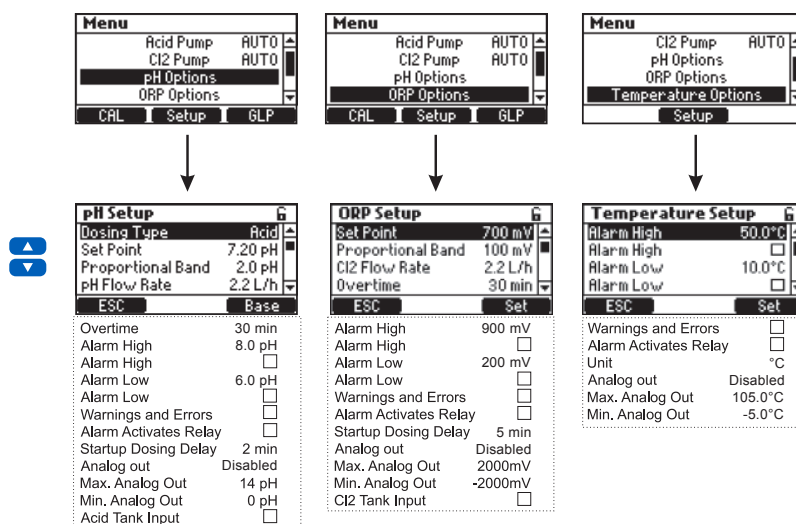 Menu
Acid Pump AUTO
Cl2 Pump AUTO
pH Options
ORP Options
CAL Setup GLP
Menu
Acid Pump AUTO
Cl2 Pump AUTO
pH Options
ORP Options
CAL Setup GLP
Menu
Cl2 Pump AUTO
pH Options
ORP Options
Temperature Options
Setup
pH Setup
Dosing Type Acid
Set Point 7.20 pH
Proportional Band 2.0 pH
pH Flow Rate 2.2 L/h
ESC Base
Overtime 30 min
Alarm High 8.0 pH
Alarm High
Alarm Low 6.0 pH
Alarm Low
Warnings and Errors
Alarm Activates Relay
Startup Dosing Delay 2 min
Analog out Disabled
Max. Analog Out 14 pH
Min. Analog Out 0 pH
Acid Tank Input
ORP Setup
Set Point 700 mV
Proportional Band 100 mV
Cl2 Flow Rate 2.2 L/h
Overtime 30 min
ESC Set
Alarm High 900 mV
Alarm High
Alarm Low 200 mV
Alarm Low
Warnings and Errors
Alarm Activates Relay
Startup Dosing Delay 5 min
Analog out Disabled
Max. Analog Out 2000mV
Min. Analog Out -2000mV
Cl2 Tank Input
Temperature Setup
Alarm High 50.0°C
Alarm High
Alarm Low 10.0°C
Alarm Low
ESC Set
Warnings and Errors
Alarm Activates Relay
Unit °C
Analog out Disabled
Max. Analog Out 105.0°C
Min. Analog Out -5.0°C